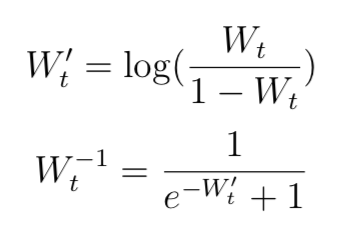 W′_t = log(W_t / (1 − W_t))
W_t^{−1} = 1 / (e^{−W′_t} + 1)